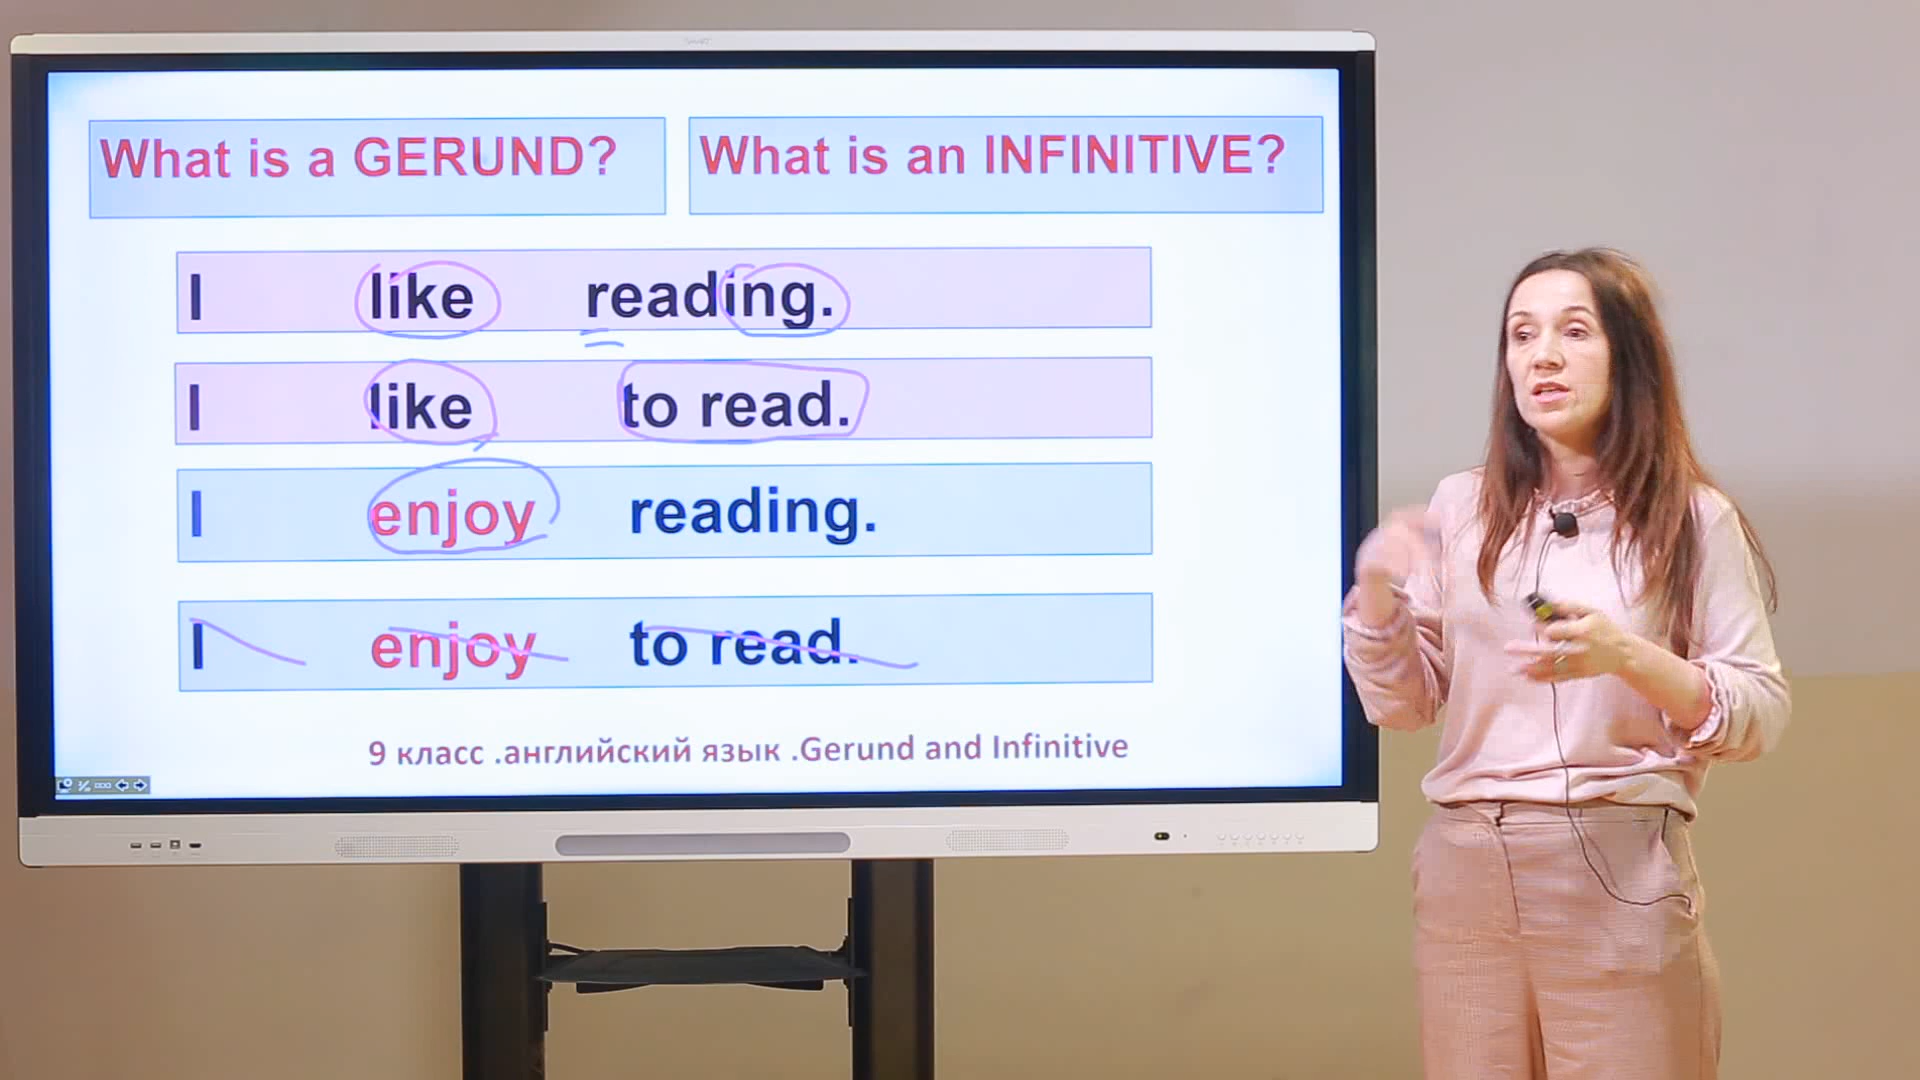 What is a GERUND?
What is an INFINITIVE?
I like reading.
I like to read.
I enjoy reading.
I enjoy to read.
9 класс .английский язык .Gerund and Infinitive